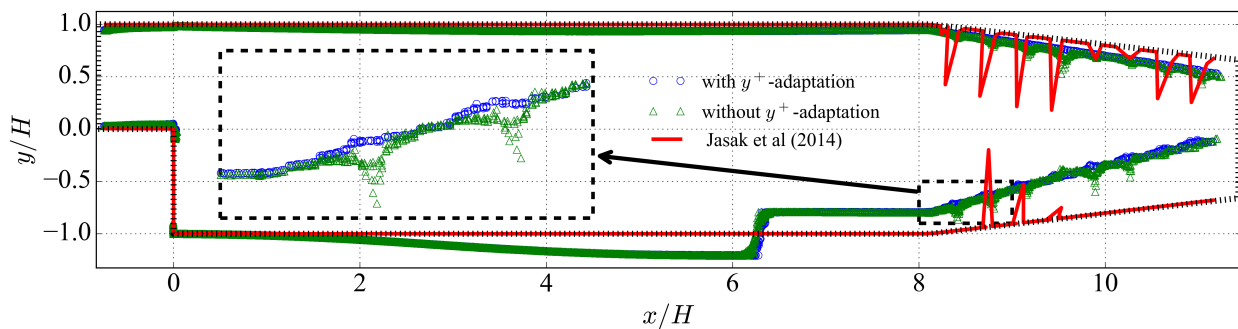 y/H
1.0
0.5
0.0
−0.5
−1.0
with y⁺-adaptation
without y⁺-adaptation
Jasak et al (2014)
0 2 4 6 8 10
x/H